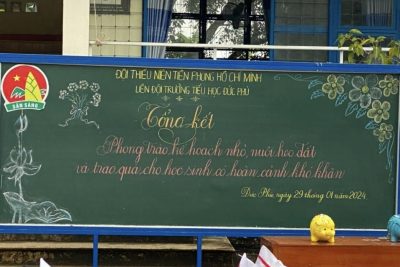 ĐỘI THIẾU NIÊN TIỀN PHONG HỒ CHÍ MINH
LIÊN ĐỘI TRƯỜNG TIỂU HỌC ĐỨC PHÚ
Tổng kết
Phong trào kế hoạch nhỏ, nuôi heo đất
và trao quà cho học sinh có hoàn cảnh khó khăn
Đức Phú, ngày 29 tháng 01 năm 2024
SẴN SÀNG